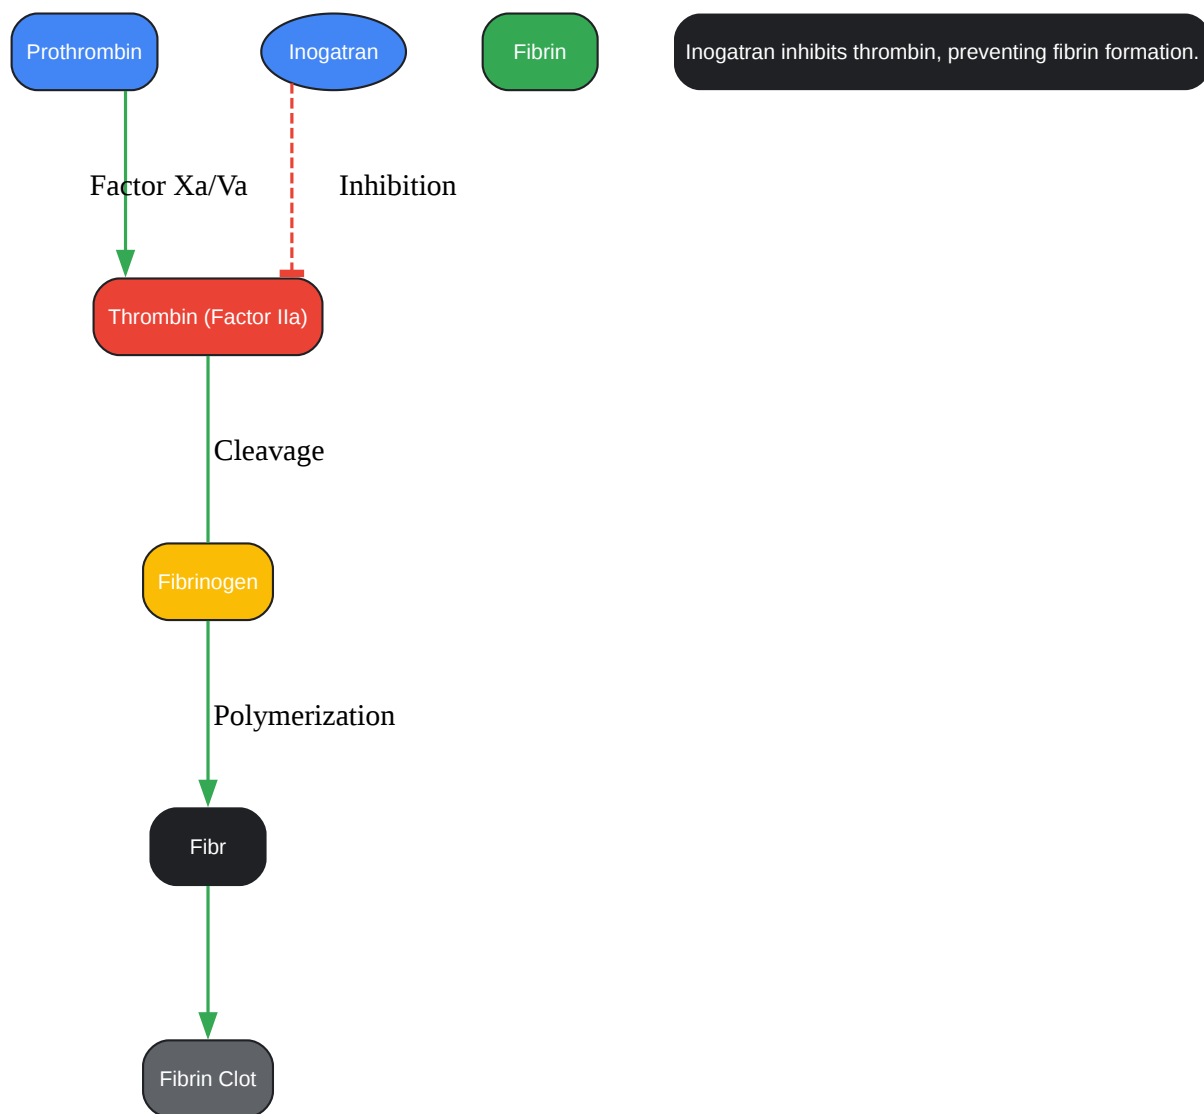 Prothrombin
Inogatran
Fibrin
Inogatran inhibits thrombin, preventing fibrin formation.
Factor Xa/Va
Inhibition
Thrombin (Factor IIa)
Cleavage
Fibrinogen
Polymerization
Fibr
Fibrin Clot